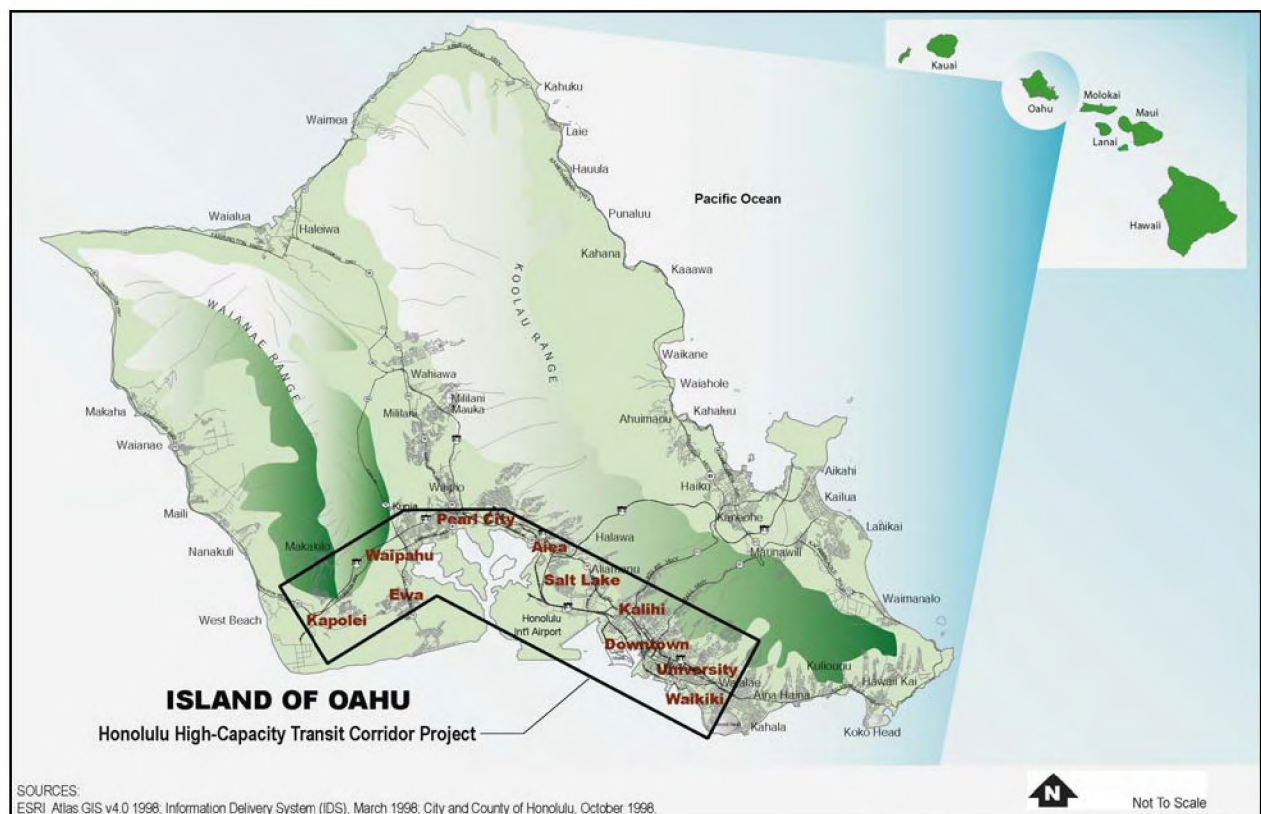 Kauai
Oahu
Molokai
Maui
Lanai
Hawaii
Pacific Ocean
Kahuku
Waimea
Laie
Hauula
Punaluu
Waialua
Haleiwa
Kahana
Kaaawa
KOOLAU RANGE
WAIANAE RANGE
Waikane
Wahiawa
Waiahole
Mililani
Mauka
Makaha
Mililani
Ahuimanu
Kahaluu
Waianae
Aikahi
Haiku
Kailua
Waipio
Maili
Kunia
Kaneohe
Lanikai
Pearl City
Halawa
Nanakuli
Makakilo
Waipahu
Aiea
Maunawili
Aliamanu
Salt Lake
Ewa
Kalihi
Waimanalo
West Beach
Kapolei
Honolulu
Int'l Airport
Downtown
University
Kuliouou
Waialae
Hawaii Kai
Waikiki
Aina Haina
Kahala
Koko Head
ISLAND OF OAHU
Honolulu High-Capacity Transit Corridor Project
SOURCES:
ESRI Atlas GIS v4.0 1998; Information Delivery System (IDS), March 1998; City and County of Honolulu, October 1998.
N
Not To Scale